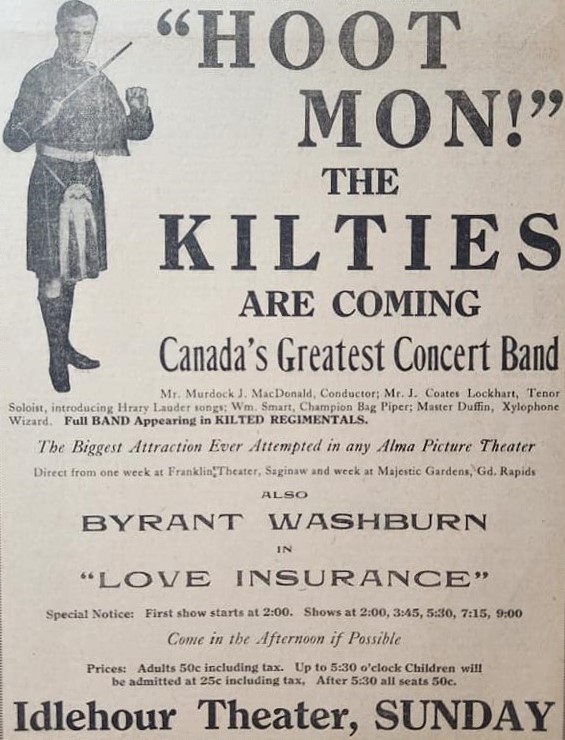 “HOOT
MON!”
THE
KILTIES
ARE COMING
Canada's Greatest Concert Band
Mr. Murdock J. MacDonald, Conductor; Mr. J. Coates Lockhart, Tenor
Soloist, introducing Hrary Lauder songs; Wm. Smart, Champion Bag Piper; Master Duffin, Xylophone
Wizard. Full BAND Appearing in KILTED REGIMENTALS.
The Biggest Attraction Ever Attempted in any Alma Picture Theater
Direct from one week at Franklin Theater, Saginaw and week at Majestic Gardens, Gd. Rapids
ALSO
BYRANT WASHBURN
IN
“LOVE INSURANCE”
Special Notice: First show starts at 2:00. Shows at 2:00, 3:45, 5:30, 7:15, 9:00
Come in the Afternoon if Possible
Prices: Adults 50c including tax. Up to 5:30 o'clock Children will
be admitted at 25c including tax, After 5:30 all seats 50c.
Idlehour Theater, SUNDAY